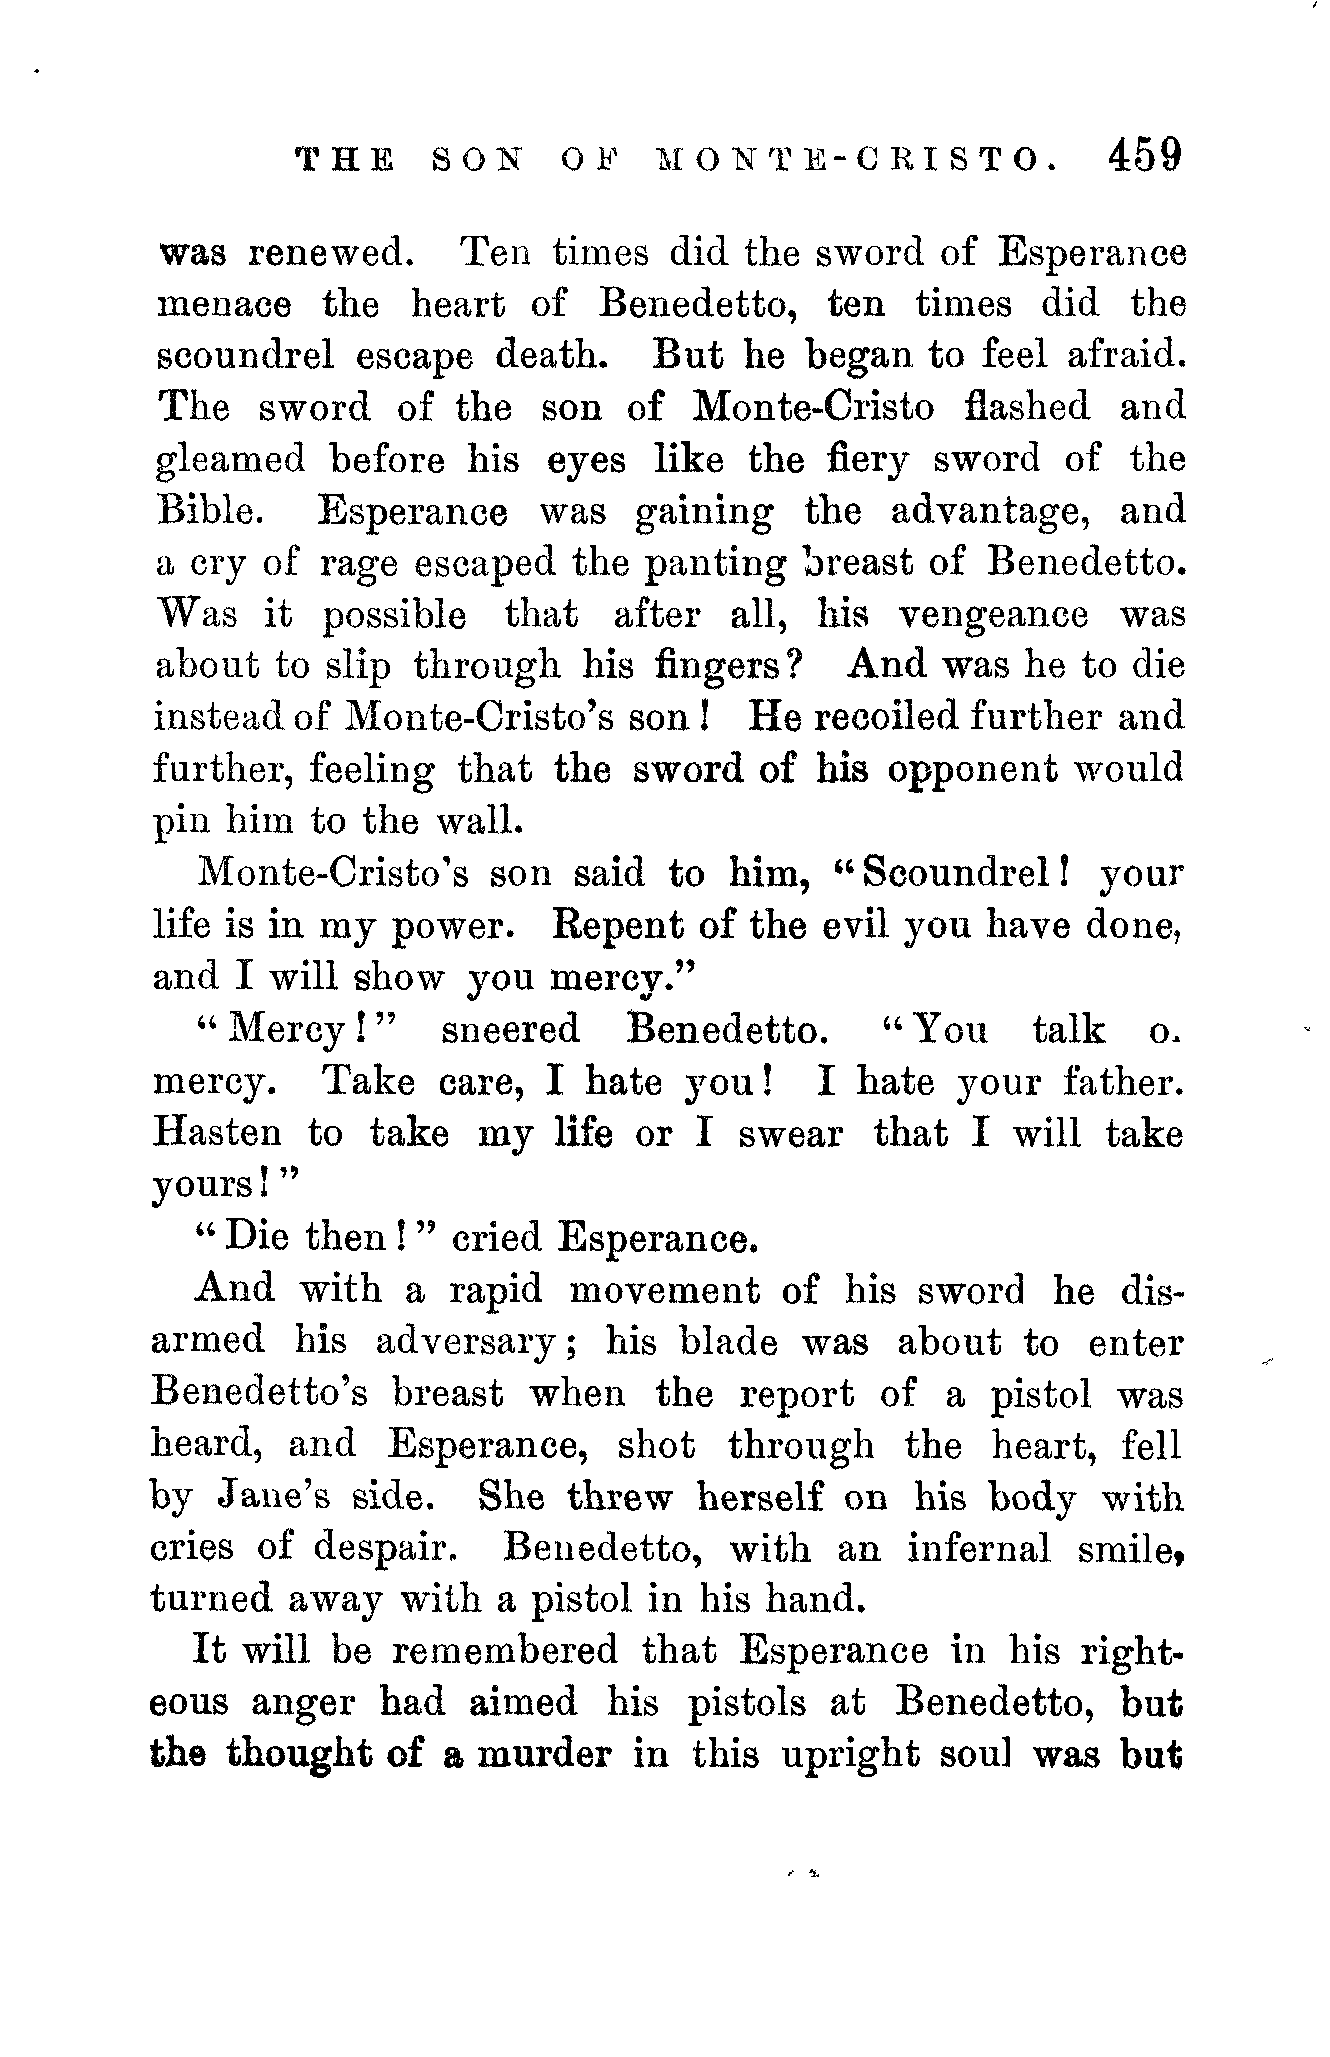 THE SON OF MONTE-CRISTO. 459
was renewed. Ten times did the sword of Esperance
menace the heart of Benedetto, ten times did the
scoundrel escape death. But he began to feel afraid.
The sword of the son of Monte-Cristo flashed and
gleamed before his eyes like the fiery sword of the
Bible. Esperance was gaining the advantage, and
a cry of rage escaped the panting breast of Benedetto.
Was it possible that after all, his vengeance was
about to slip through his fingers? And was he to die
instead of Monte-Cristo's son! He recoiled further and
further, feeling that the sword of his opponent would
pin him to the wall.
Monte-Cristo's son said to him, “Scoundrel! your
life is in my power. Repent of the evil you have done,
and I will show you mercy.”
“Mercy!” sneered Benedetto. “You talk o.
mercy. Take care, I hate you! I hate your father.
Hasten to take my life or I swear that I will take
yours!”
“Die then!” cried Esperance.
And with a rapid movement of his sword he dis-
armed his adversary; his blade was about to enter
Benedetto's breast when the report of a pistol was
heard, and Esperance, shot through the heart, fell
by Jane's side. She threw herself on his body with
cries of despair. Benedetto, with an infernal smile,
turned away with a pistol in his hand.
It will be remembered that Esperance in his right-
eous anger had aimed his pistols at Benedetto, but
the thought of a murder in this upright soul was but